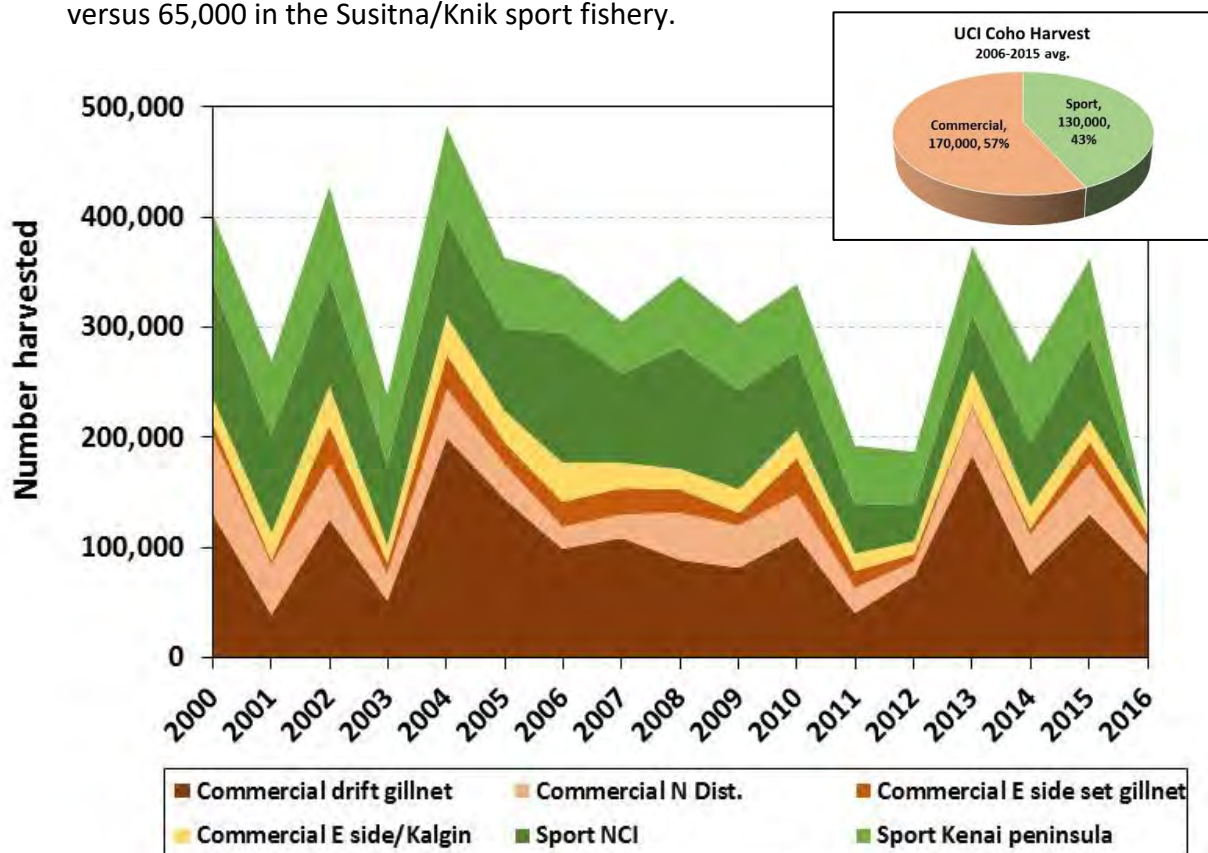 versus 65,000 in the Susitna/Knik sport fishery.
UCI Coho Harvest
2006-2015 avg.
Commercial,
170,000, 57%
Sport,
130,000,
43%
Number harvested
500,000
400,000
300,000
200,000
100,000
0
2000
2001
2002
2003
2004
2005
2006
2007
2008
2009
2010
2011
2012
2013
2014
2015
2016
Commercial drift gillnet
Commercial N Dist.
Commercial E side set gillnet
Commercial E side/Kalgin
Sport NCI
Sport Kenai peninsula